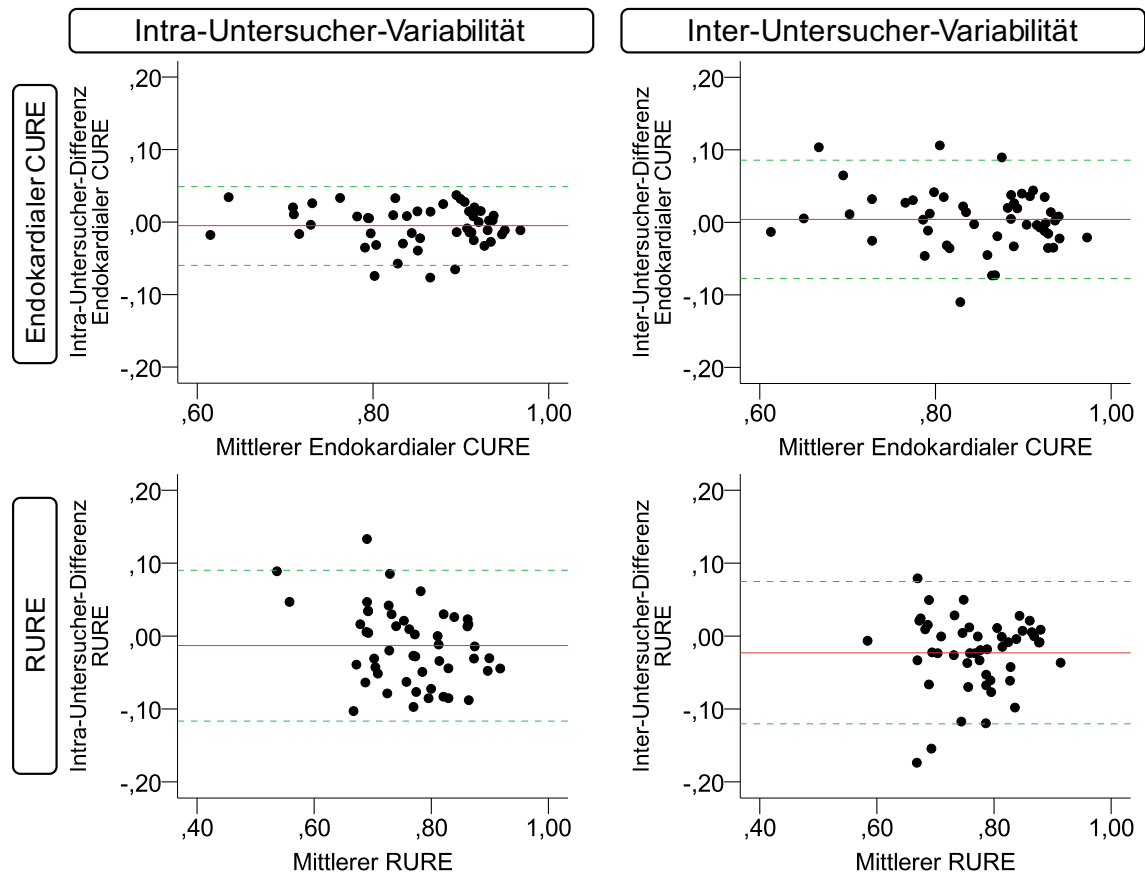 Intra-Untersucher-Variabilität
Inter-Untersucher-Variabilität
Endokardialer CURE
Intra-Untersucher-Differenz
Endokardialer CURE
,20
,10
,00
-,10
-,20
,60
,80
1,00
Mittlerer Endokardialer CURE
Inter-Untersucher-Differenz
Endokardialer CURE
,20
,10
,00
-,10
-,20
,60
,80
1,00
Mittlerer Endokardialer CURE
RURE
Intra-Untersucher-Differenz
RURE
,20
,10
,00
-,10
-,20
,40
,60
,80
1,00
Mittlerer RURE
Inter-Untersucher-Differenz
RURE
,20
,10
,00
-,10
-,20
,40
,60
,80
1,00
Mittlerer RURE